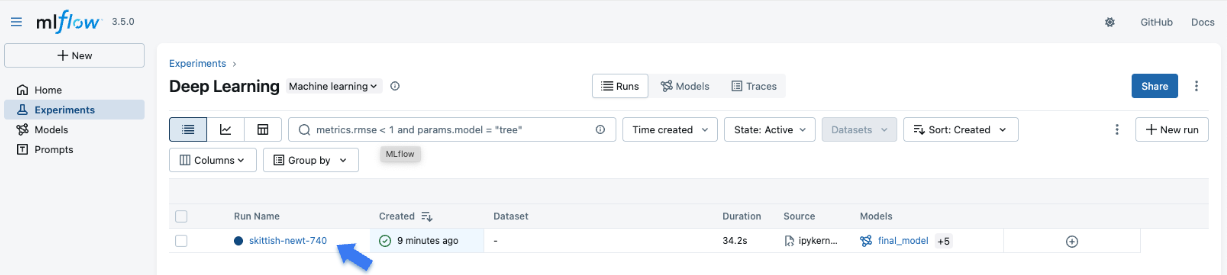 mlflow 3.5.0 GitHub Docs
+ New
Home
Experiments
Models
Prompts
Experiments >
Deep Learning Machine learning Runs Models Traces Share
metrics.rmse < 1 and params.model = "tree" Time created State: Active Datasets Sort: Created + New run
MLflow
Columns Group by
Run Name Created Dataset Duration Source Models
skittish-newt-740 9 minutes ago - 34.2s ipykern... final_model +5